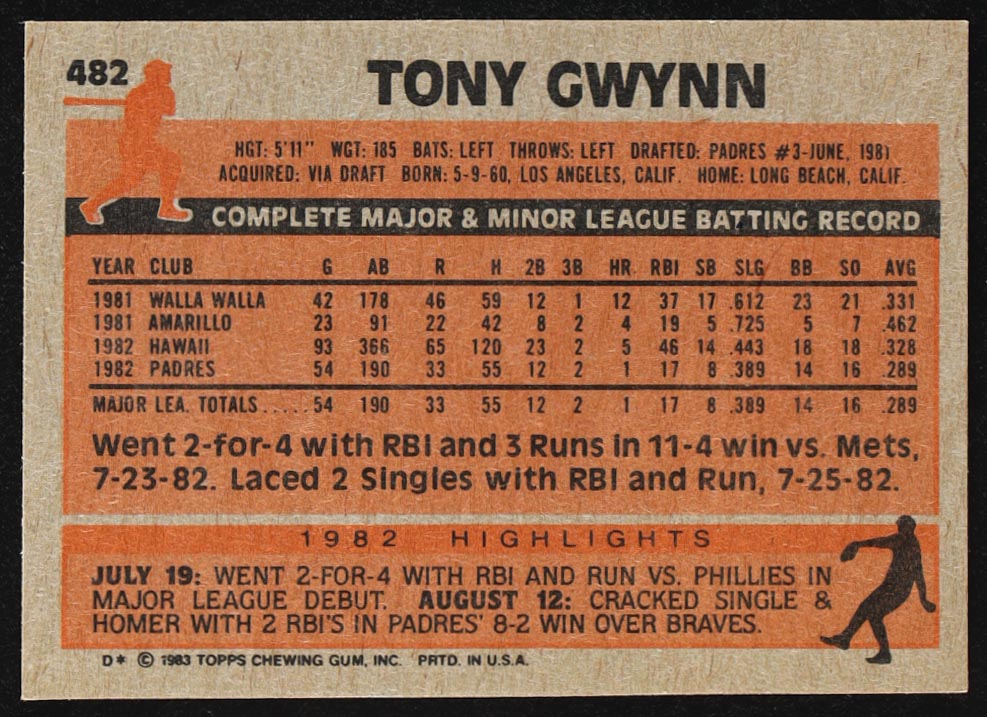 482
TONY GWYNN
HGT: 5'11" WGT: 185 BATS: LEFT THROWS: LEFT DRAFTED: PADRES #3-JUNE, 1981
ACQUIRED: VIA DRAFT BORN: 5-9-60, LOS ANGELES, CALIF. HOME: LONG BEACH, CALIF.
COMPLETE MAJOR & MINOR LEAGUE BATTING RECORD
YEAR CLUB G AB R H 2B 3B HR RBI SB SLG BB SO AVG
1981 WALLA WALLA 42 178 46 59 12 1 12 37 17 .612 23 21 .331
1981 AMARILLO 23 91 22 42 8 2 4 19 5 .725 5 7 .462
1982 HAWAII 93 366 65 120 23 2 5 46 14 .443 18 18 .328
1982 PADRES 54 190 33 55 12 2 1 17 8 .389 14 16 .289
MAJOR LEA. TOTALS.....54 190 33 55 12 2 1 17 8 .389 14 16 .289
Went 2-for-4 with RBI and 3 Runs in 11-4 win vs. Mets,
7-23-82. Laced 2 Singles with RBI and Run, 7-25-82.
1982 HIGHLIGHTS
JULY 19: WENT 2-FOR-4 WITH RBI AND RUN VS. PHILLIES IN
MAJOR LEAGUE DEBUT. AUGUST 12: CRACKED SINGLE &
HOMER WITH 2 RBI'S IN PADRES' 8-2 WIN OVER BRAVES.
D* © 1983 TOPPS CHEWING GUM, INC. PRTD. IN U.S.A.